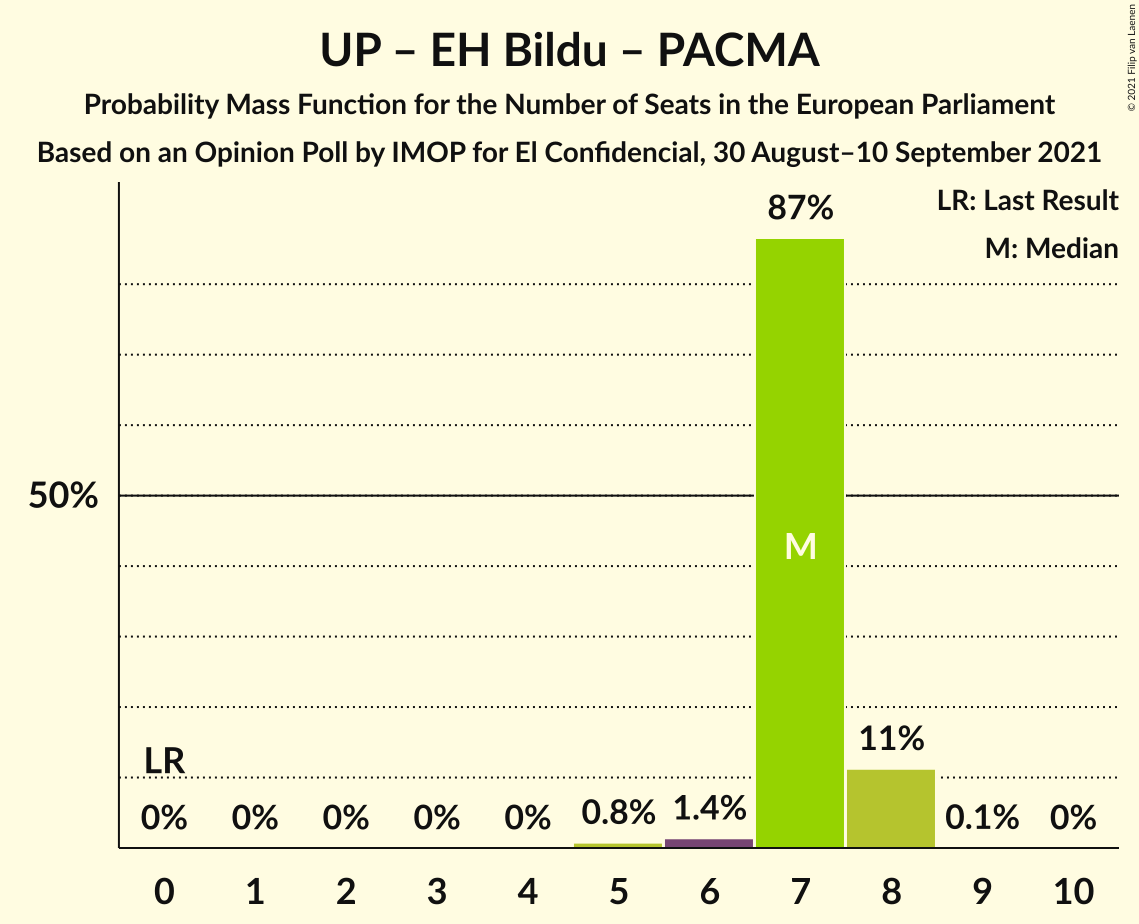 UP – EH Bildu – PACMA
Probability Mass Function for the Number of Seats in the European Parliament
Based on an Opinion Poll by IMOP for El Confidencial, 30 August–10 September 2021
© 2021 Filip van Laenen
LR: Last Result
M: Median
87%
50%
M
LR
11%
0% 0% 0% 0% 0% 0.8% 1.4% 0.1% 0%
0 1 2 3 4 5 6 7 8 9 10